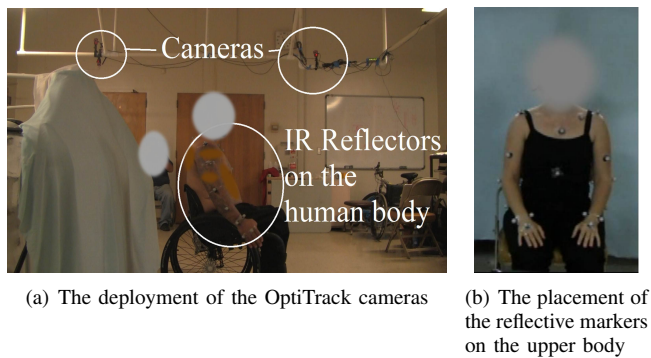 Cameras
IR Reflectors
on the
human body
(a) The deployment of the OptiTrack cameras
(b) The placement of
the reflective markers
on the upper body